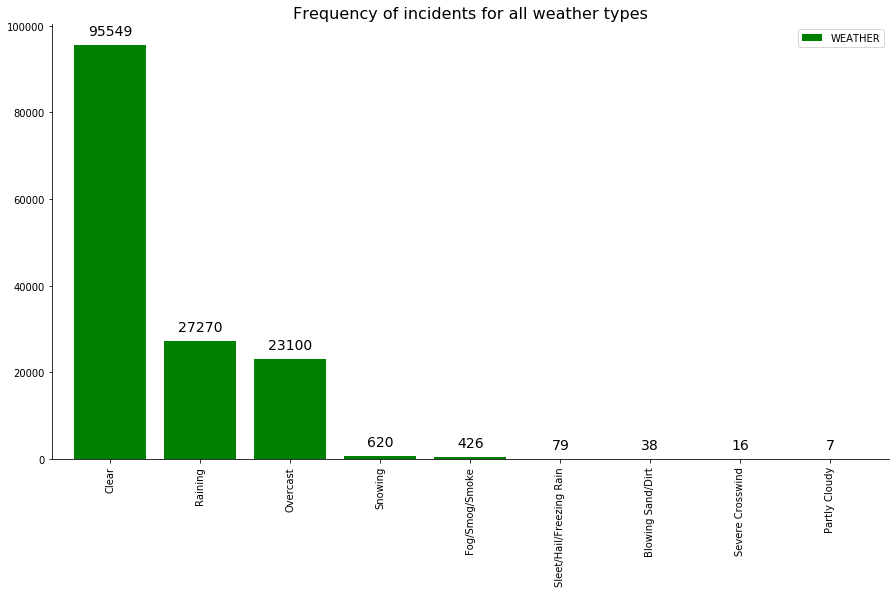 Frequency of incidents for all weather types
WEATHER
100000
80000
60000
40000
20000
0
95549
27270
23100
620
426
79
38
16
7
Clear
Raining
Overcast
Snowing
Fog/Smog/Smoke
Sleet/Hail/Freezing Rain
Blowing Sand/Dirt
Severe Crosswind
Partly Cloudy